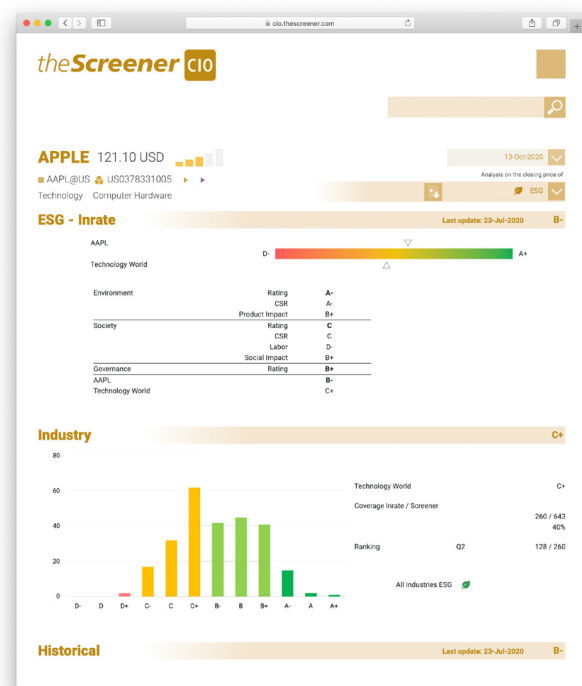 cio.thescreener.com
theScreener CIO
APPLE 121.10 USD
13-Oct-2020
AAPL@US US0378331005
Analysis on the closing price of
Technology Computer Hardware
ESG
ESG - Inrate Last update: 23-Jul-2020 B-
AAPL
D- A+
Technology World
Environment Rating A-
CSR A-
Product Impact B+
Society Rating C
CSR C
Labor D-
Social Impact B+
Governance Rating B+
AAPL B-
Technology World C+
Industry C+
80
60
40
20
0
D- D D+ C- C C+ B- B B+ A- A A+
Technology World C+
Coverage Inrate / Screener
260 / 643
40%
Ranking Q2 128 / 260
All Industries ESG
Historical Last update: 23-Jul-2020 B-